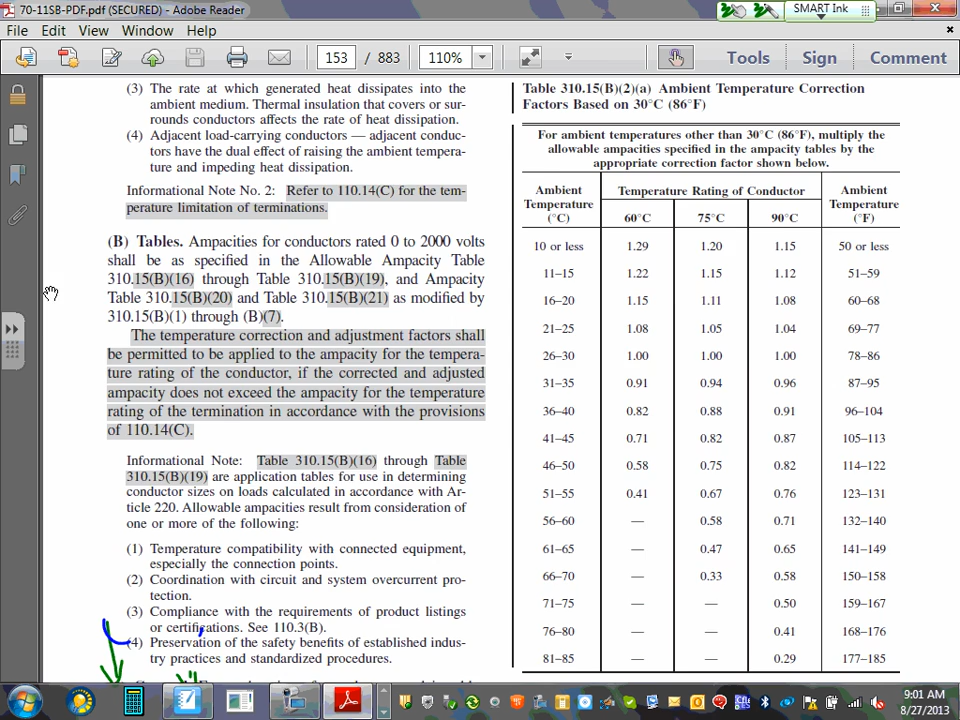 70-11SB-PDF.pdf (SECURED) - Adobe Reader
SMART Ink
File Edit View Window Help
153 / 883 110% Tools Sign Comment
(3) The rate at which generated heat dissipates into the
ambient medium. Thermal insulation that covers or sur-
rounds conductors affects the rate of heat dissipation.
(4) Adjacent load-carrying conductors — adjacent conduc-
tors have the dual effect of raising the ambient tempera-
ture and impeding heat dissipation.
Informational Note No. 2: Refer to 110.14(C) for the tem-
perature limitation of terminations.
(B) Tables. Ampacities for conductors rated 0 to 2000 volts
shall be as specified in the Allowable Ampacity Table
310.15(B)(16) through Table 310.15(B)(19), and Ampacity
Table 310.15(B)(20) and Table 310.15(B)(21) as modified by
310.15(B)(1) through (B)(7).
The temperature correction and adjustment factors shall
be permitted to be applied to the ampacity for the tempera-
ture rating of the conductor, if the corrected and adjusted
ampacity does not exceed the ampacity for the temperature
rating of the termination in accordance with the provisions
of 110.14(C).
Informational Note: Table 310.15(B)(16) through Table
310.15(B)(19) are application tables for use in determining
conductor sizes on loads calculated in accordance with Ar-
ticle 220. Allowable ampacities result from consideration of
one or more of the following:
(1) Temperature compatibility with connected equipment,
especially the connection points.
(2) Coordination with circuit and system overcurrent pro-
tection.
(3) Compliance with the requirements of product listings
or certifications. See 110.3(B).
(4) Preservation of the safety benefits of established indus-
try practices and standardized procedures.
Table 310.15(B)(2)(a) Ambient Temperature Correction
Factors Based on 30°C (86°F)
For ambient temperatures other than 30°C (86°F), multiply the
allowable ampacities specified in the ampacity tables by the
appropriate correction factor shown below.
Ambient Temperature (°C) Temperature Rating of Conductor Ambient Temperature (°F)
60°C 75°C 90°C
10 or less 1.29 1.20 1.15 50 or less
11–15 1.22 1.15 1.12 51–59
16–20 1.15 1.11 1.08 60–68
21–25 1.08 1.05 1.04 69–77
26–30 1.00 1.00 1.00 78–86
31–35 0.91 0.94 0.96 87–95
36–40 0.82 0.88 0.91 96–104
41–45 0.71 0.82 0.87 105–113
46–50 0.58 0.75 0.82 114–122
51–55 0.41 0.67 0.76 123–131
56–60 — 0.58 0.71 132–140
61–65 — 0.47 0.65 141–149
66–70 — 0.33 0.58 150–158
71–75 — — 0.50 159–167
76–80 — — 0.41 168–176
81–85 — — 0.29 177–185
9:01 AM
8/27/2013